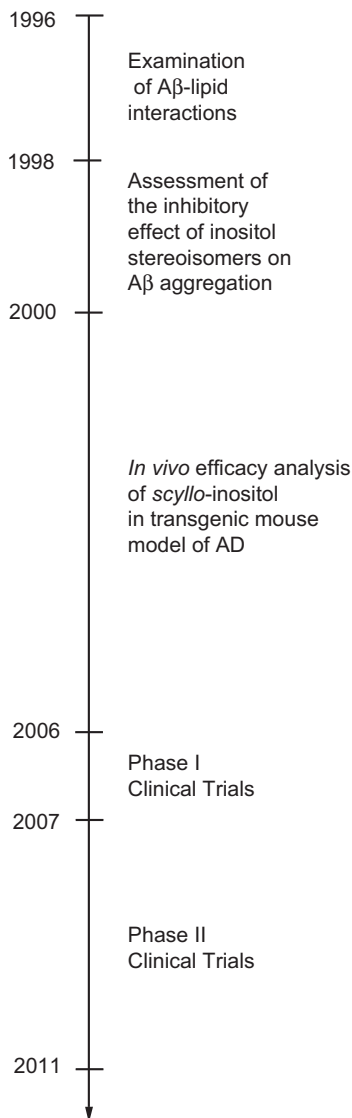 1996
Examination
of Aβ-lipid
interactions
1998
Assessment of
the inhibitory
effect of inositol
stereoisomers on
Aβ aggregation
2000
In vivo efficacy analysis
of scyllo-inositol
in transgenic mouse
model of AD
2006
Phase I
Clinical Trials
2007
Phase II
Clinical Trials
2011